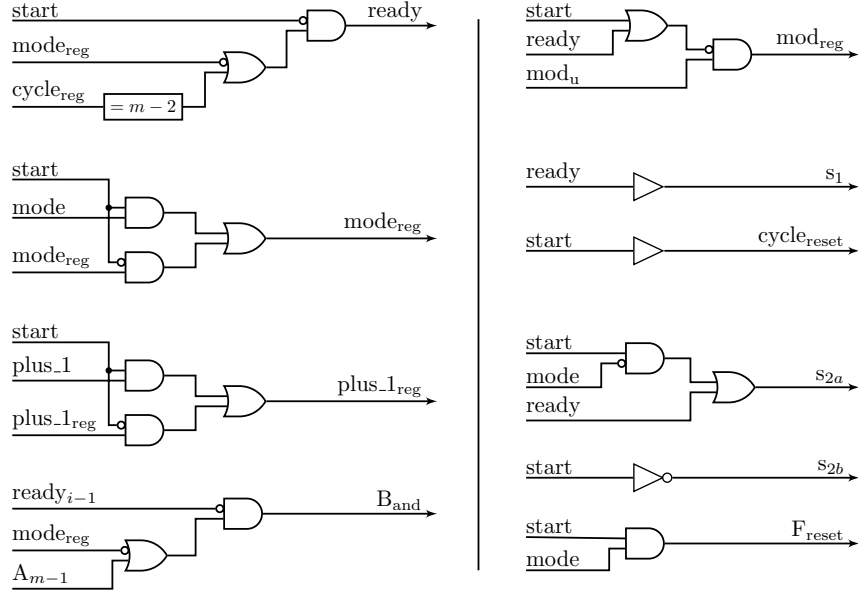 start
ready
mode_reg
cycle_reg
= m − 2
start
mode
mode_reg
mode_reg
start
plus_1
plus_1_reg
plus_1_reg
ready_{i−1}
B_and
mode_reg
A_{m−1}
start
ready
mod_reg
mod_u
ready
s_1
start
cycle_reset
start
mode
s_{2a}
ready
start
s_{2b}
start
F_reset
mode